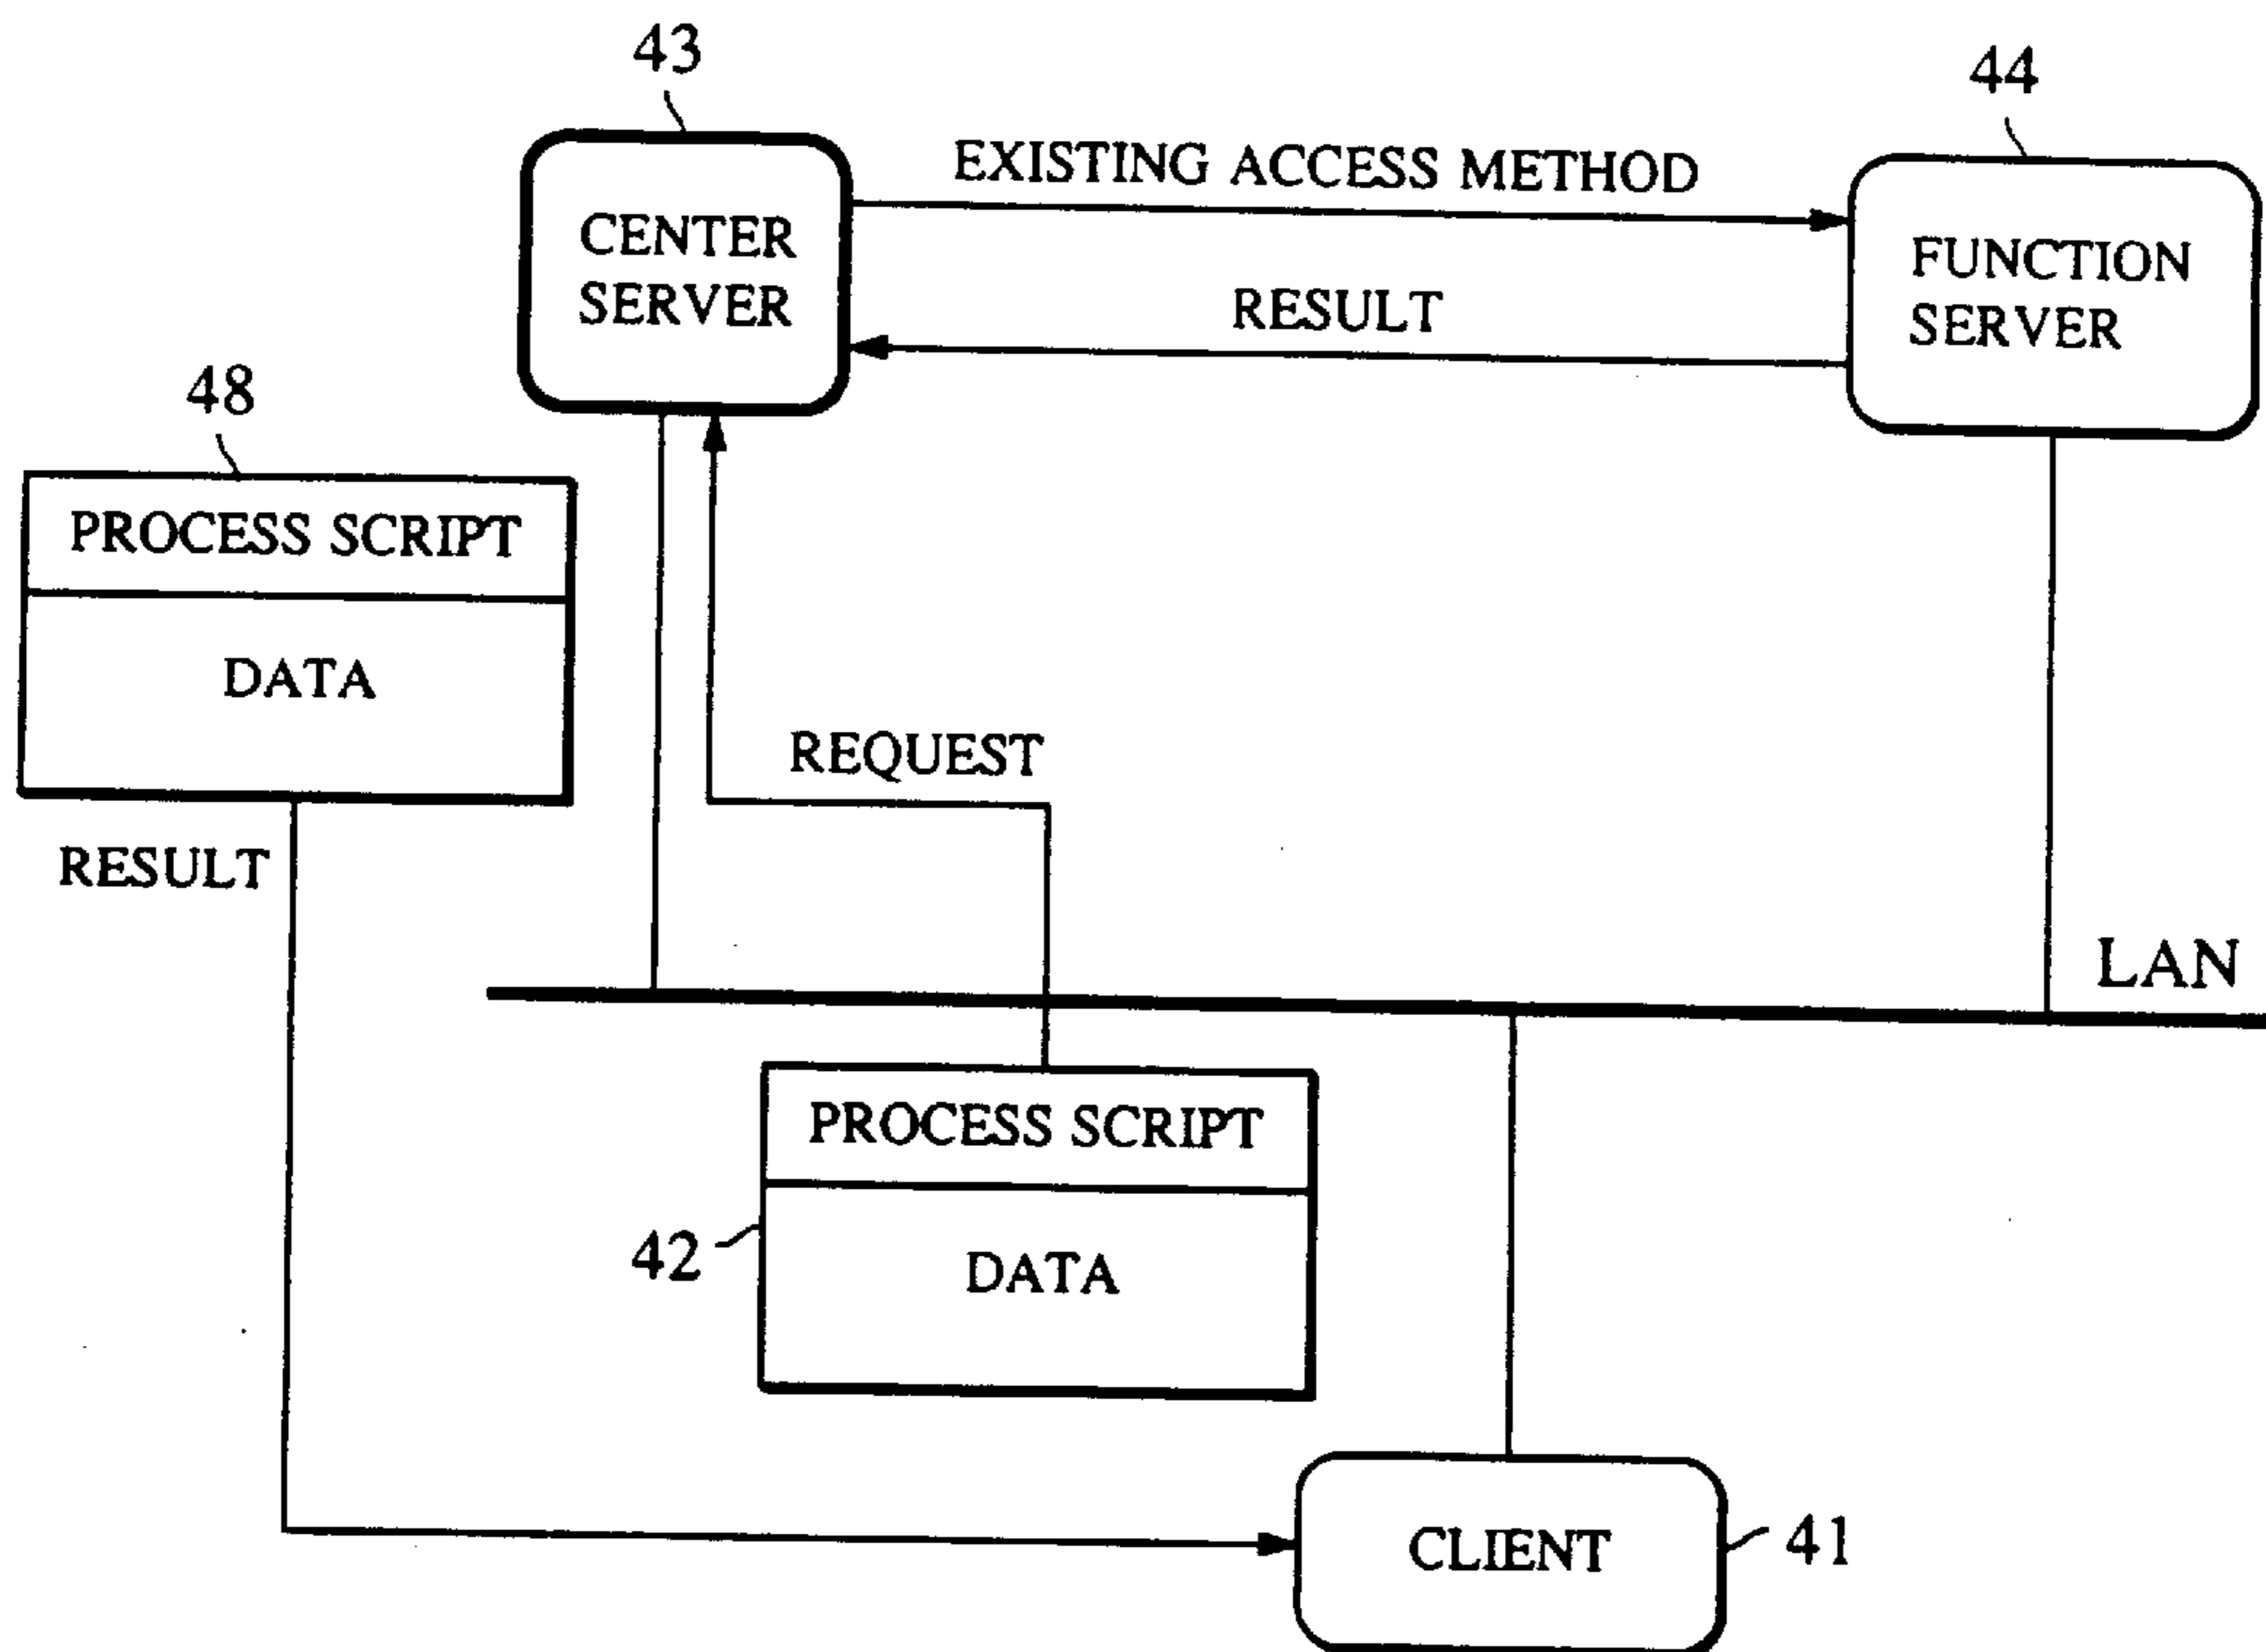 43
44
EXISTING ACCESS METHOD
CENTER
SERVER
FUNCTION
SERVER
RESULT
48
PROCESS SCRIPT
DATA
REQUEST
RESULT
LAN
PROCESS SCRIPT
42
DATA
CLIENT
41